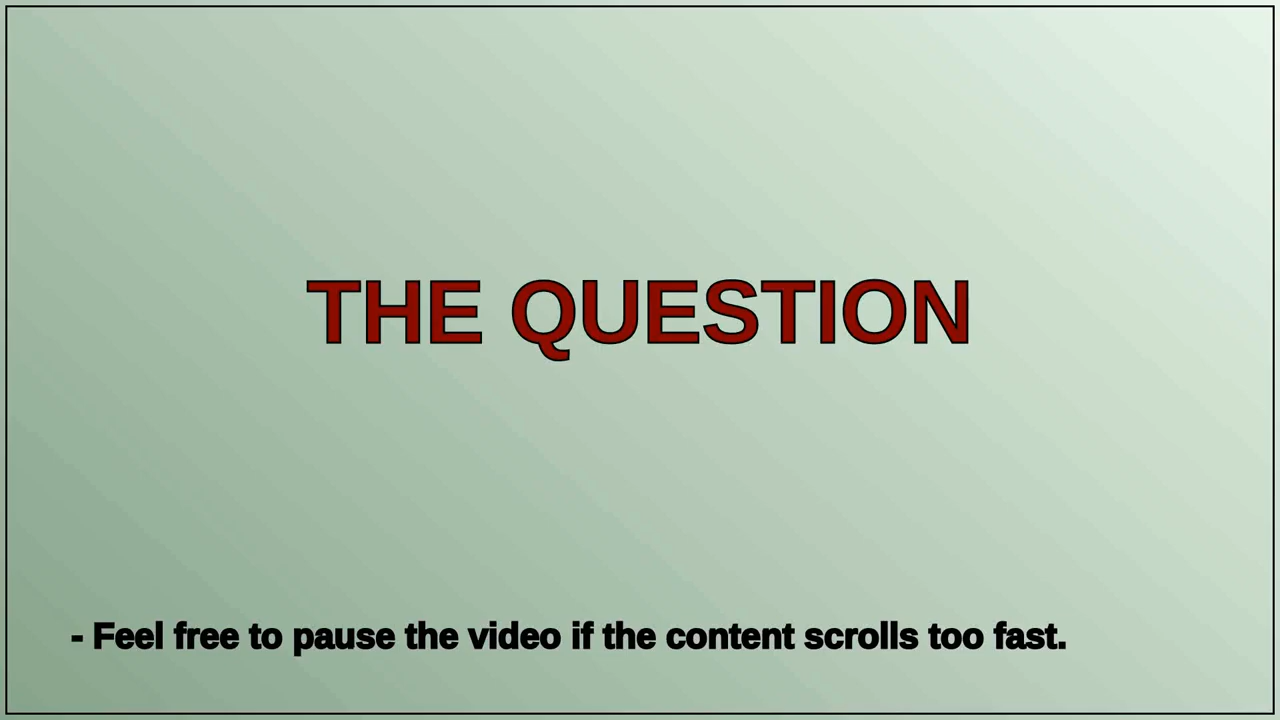 THE QUESTION
- Feel free to pause the video if the content scrolls too fast.